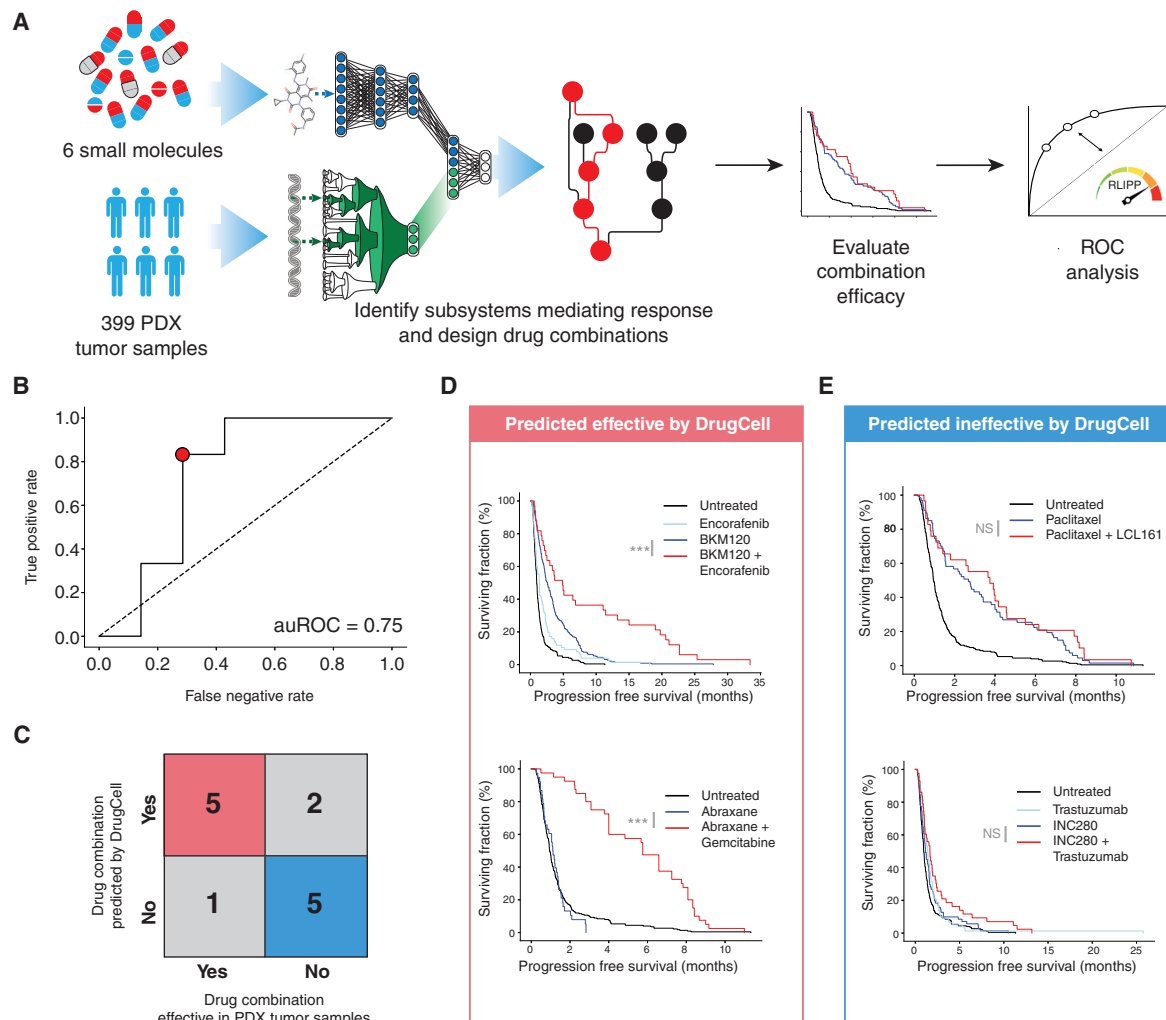 A
6 small molecules
399 PDX
tumor samples
Identify subsystems mediating response
and design drug combinations
Evaluate
combination
efficacy
RLIPP
ROC
analysis
B
1.0
0.8
0.6
0.4
0.2
0.0
0.0 0.2 0.4 0.6 0.8 1.0
True positive rate
False negative rate
auROC = 0.75
C
Drug combination
predicted by DrugCell
Yes
No
5 2
1 5
Yes No
Drug combination
effective in PDX tumor samples
D
Predicted effective by DrugCell
Surviving fraction (%)
100
80
60
40
20
0
0 5 10 15 20 25 30 35
Progression free survival (months)
Untreated
Encorafenib
BKM120
BKM120 +
Encorafenib
***
Surviving fraction (%)
100
80
60
40
20
0
0 2 4 6 8 10
Progression free survival (months)
Untreated
Abraxane
Abraxane +
Gemcitabine
***
E
Predicted ineffective by DrugCell
Surviving fraction (%)
100
80
60
40
20
0
0 2 4 6 8 10
Progression free survival (months)
Untreated
Paclitaxel
Paclitaxel + LCL161
NS
Surviving fraction (%)
100
80
60
40
20
0
0 5 10 15 20 25
Progression free survival (months)
Untreated
Trastuzumab
INC280
INC280 +
Trastuzumab
NS